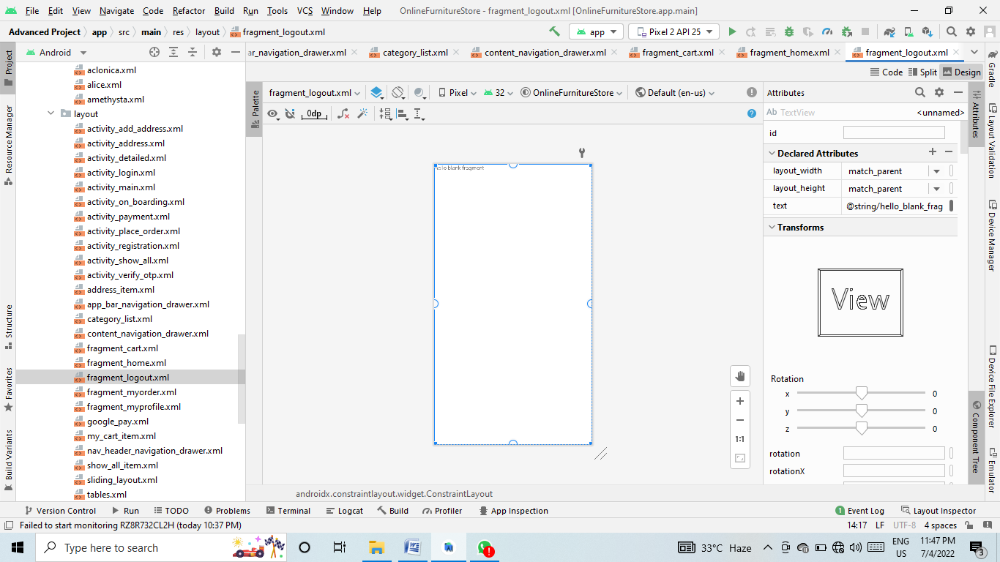 File Edit View Navigate Code Refactor Build Run Tools VCS Window Help OnlineFurnitureStore - fragment_logout.xml [OnlineFurnitureStore.app.main]
Advanced Project app src main res layout fragment_logout.xml
app Pixel 2 API 25
Android
ar_navigation_drawer.xml category_list.xml content_navigation_drawer.xml fragment_cart.xml fragment_home.xml fragment_logout.xml
Code Split Design
Project
Resource Manager
Structure
Favorites
Build Variants
aclonica.xml
alice.xml
amethysta.xml
layout
activity_add_address.xml
activity_address.xml
activity_detailed.xml
activity_login.xml
activity_main.xml
activity_on_boarding.xml
activity_payment.xml
activity_place_order.xml
activity_registration.xml
activity_show_all.xml
activity_verify_otp.xml
address_item.xml
app_bar_navigation_drawer.xml
category_list.xml
content_navigation_drawer.xml
fragment_cart.xml
fragment_home.xml
fragment_logout.xml
fragment_myorder.xml
fragment_myprofile.xml
google_pay.xml
my_cart_item.xml
nav_header_navigation_drawer.xml
show_all_item.xml
sliding_layout.xml
tables.xml
Palette
fragment_logout.xml Pixel 32 OnlineFurnitureStore Default (en-us)
0dp
Hello blank fragment
1:1
androidx.constraintlayout.widget.ConstraintLayout
Attributes
Ab TextView <unnamed>
id
Declared Attributes
layout_width match_parent
layout_height match_parent
text @string/hello_blank_frag
Transforms
View
Rotation
x 0
y 0
z 0
rotation
rotationX
Attributes
Component Tree
Gradle
Layout Validation
Device Manager
Device File Explorer
Emulator
Version Control Run TODO Problems Terminal Logcat Build Profiler App Inspection 1 Event Log Layout Inspector
Failed to start monitoring RZ8R732CL2H (today 10:37 PM) 14:17 LF UTF-8 4 spaces
Type here to search 33°C Haze ENG US 11:47 PM 7/4/2022 3